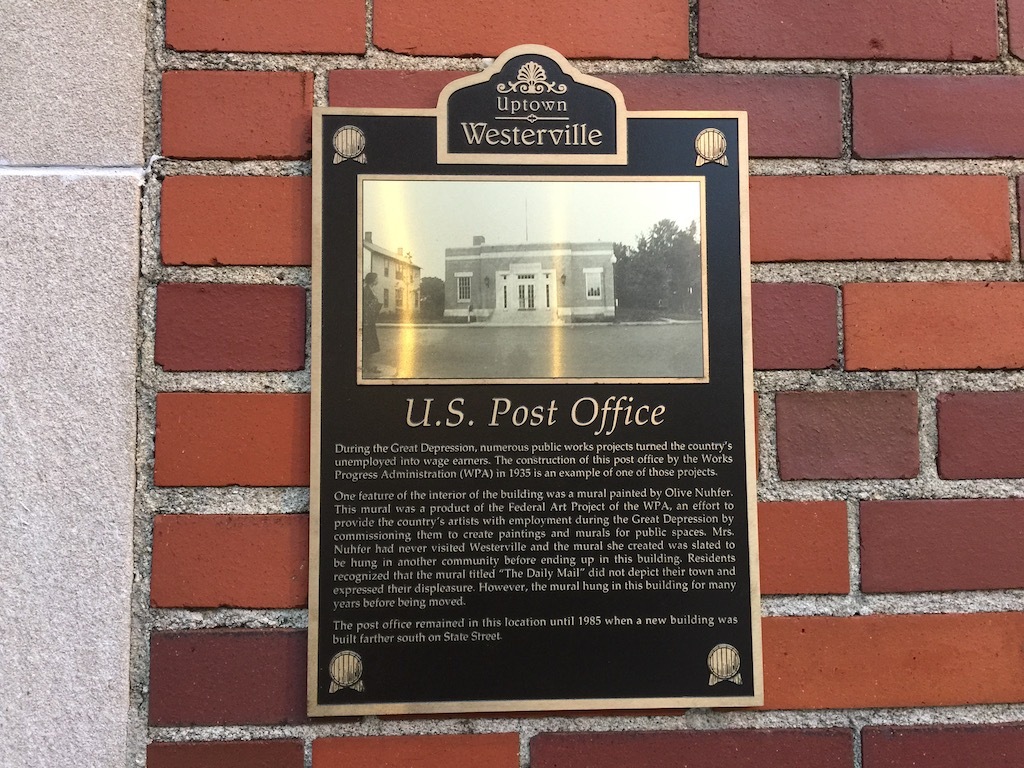 Uptown
Westerville
U.S. Post Office
During the Great Depression, numerous public works projects turned the country's
unemployed into wage earners. The construction of this post office by the Works
Progress Administration (WPA) in 1935 is an example of one of those projects.
One feature of the interior of the building was a mural painted by Olive Nuhfer.
This mural was a product of the Federal Art Project of the WPA, an effort to
provide the country's artists with employment during the Great Depression by
commissioning them to create paintings and murals for public spaces. Mrs.
Nuhfer had never visited Westerville and the mural she created was slated to
be hung in another community before ending up in this building. Residents
recognized that the mural titled "The Daily Mail" did not depict their town and
expressed their displeasure. However, the mural hung in this building for many
years before being moved.
The post office remained in this location until 1985 when a new building was
built farther south on State Street.